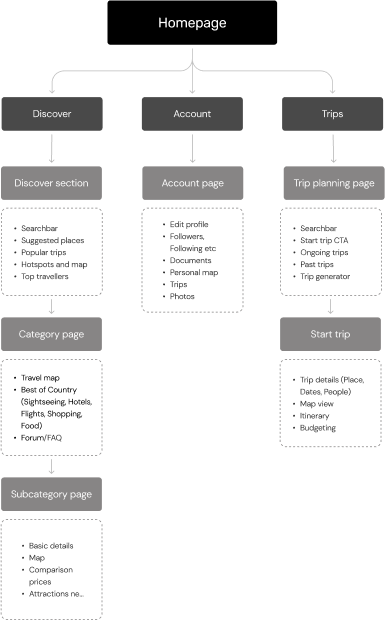 Homepage
Discover
Account
Trips
Discover section
Account page
Trip planning page
• Searchbar
• Suggested places
• Popular trips
• Hotspots and map
• Top travellers
• Edit profile
• Followers,
Following etc
• Documents
• Personal map
• Trips
• Photos
• Searchbar
• Start trip CTA
• Ongoing trips
• Past trips
• Trip generator
Category page
Start trip
• Travel map
• Best of Country
(Sightseeing, Hotels,
Flights, Shopping,
Food)
• Forum/FAQ
• Trip details (Place,
Dates, People)
• Map view
• Itinerary
• Budgeting
Subcategory page
• Basic details
• Map
• Comparison
prices
• Attractions ne...